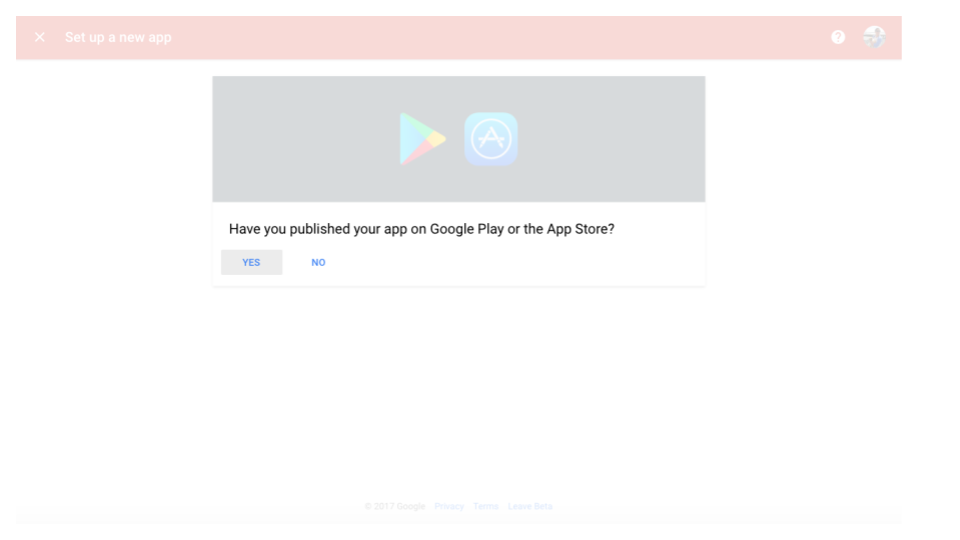 Set up a new app
Have you published your app on Google Play or the App Store?
YES NO
© 2017 Google Privacy Terms Leave Beta